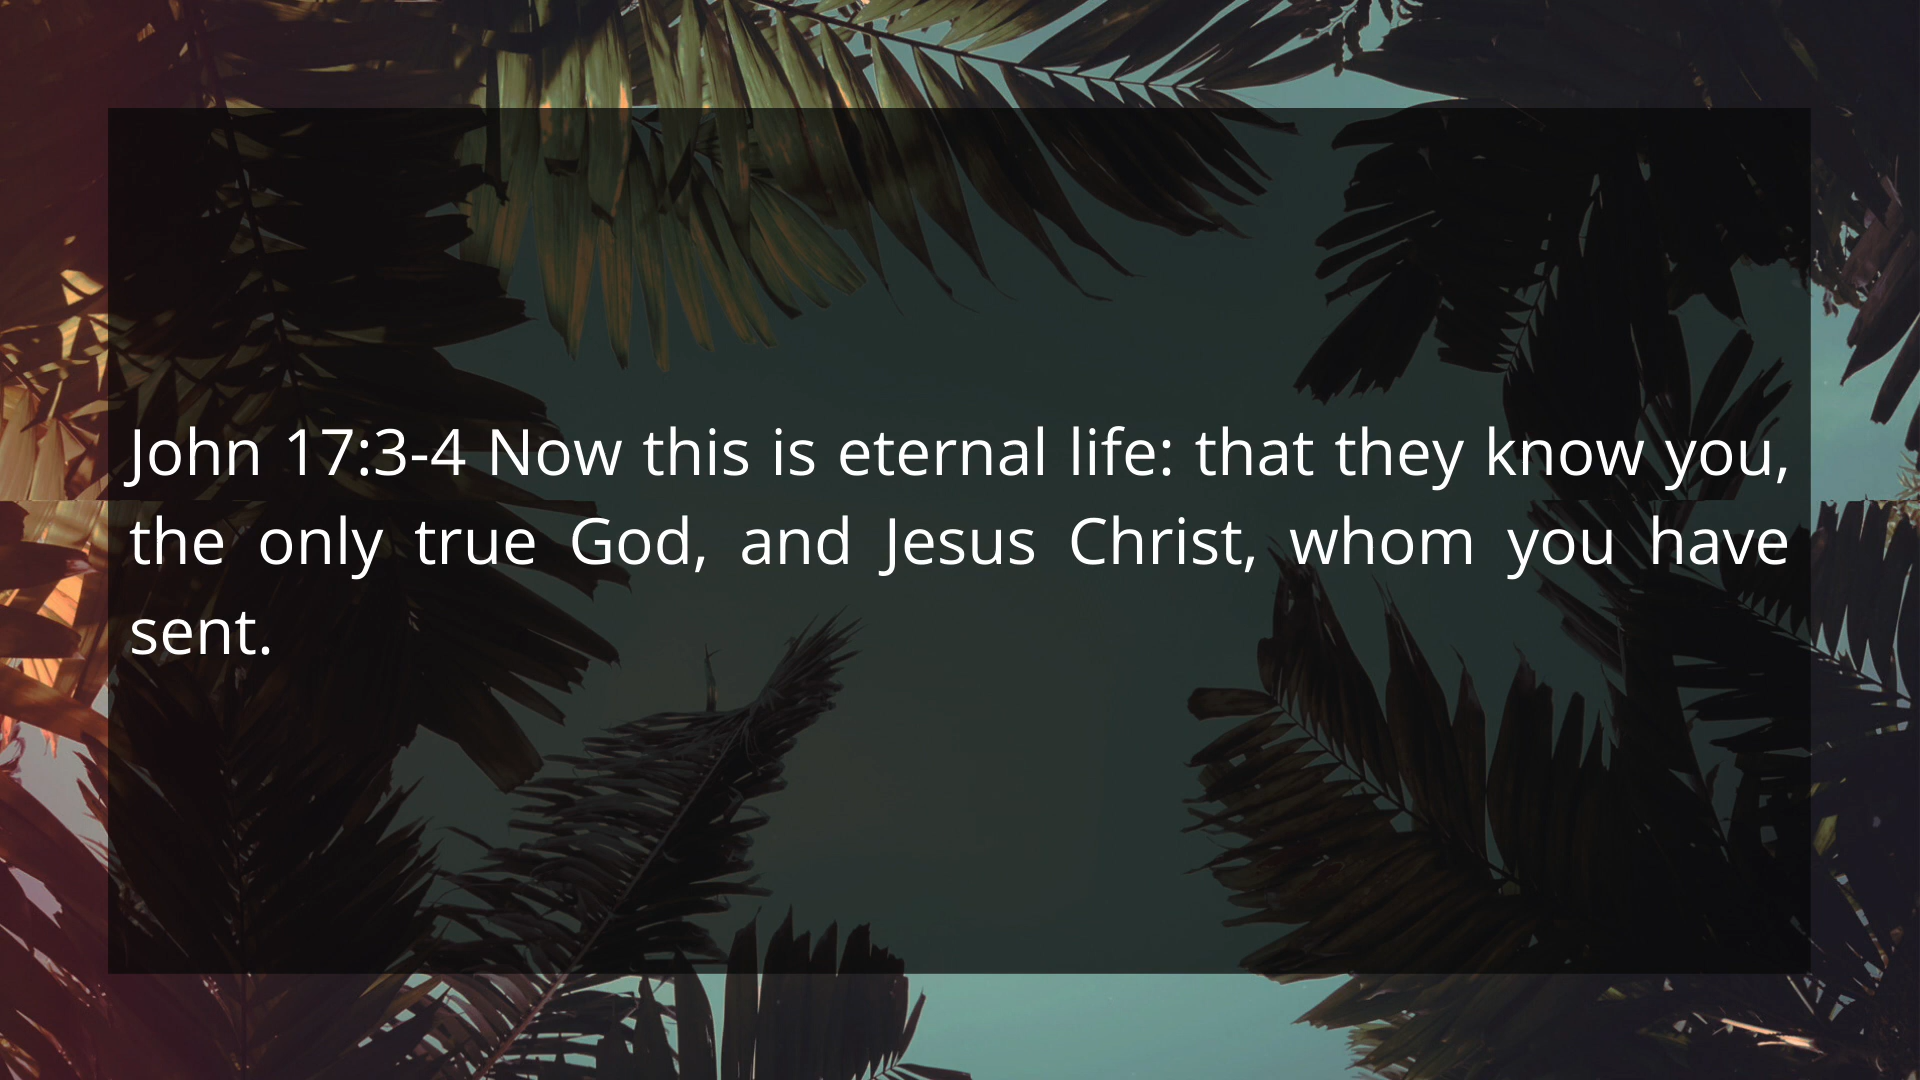 John 17:3-4 Now this is eternal life: that they know you,
the only true God, and Jesus Christ, whom you have
sent.